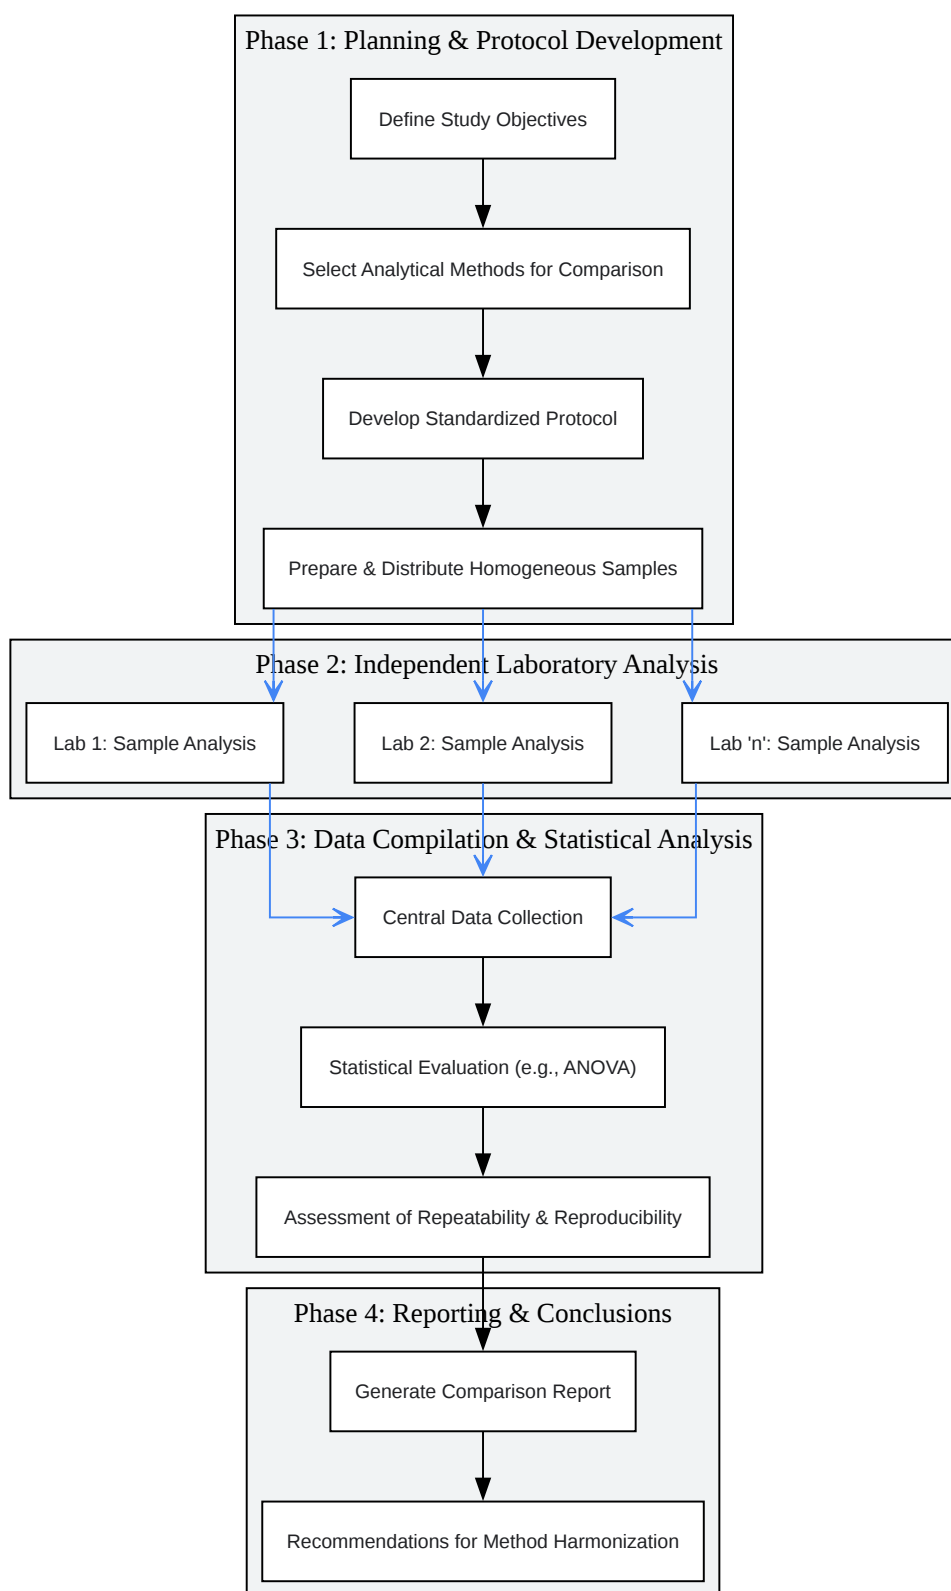 Phase 1: Planning & Protocol Development
Define Study Objectives
Select Analytical Methods for Comparison
Develop Standardized Protocol
Prepare & Distribute Homogeneous Samples
Phase 2: Independent Laboratory Analysis
Lab 1: Sample Analysis
Lab 2: Sample Analysis
Lab 'n': Sample Analysis
Phase 3: Data Compilation & Statistical Analysis
Central Data Collection
Statistical Evaluation (e.g., ANOVA)
Assessment of Repeatability & Reproducibility
Phase 4: Reporting & Conclusions
Generate Comparison Report
Recommendations for Method Harmonization